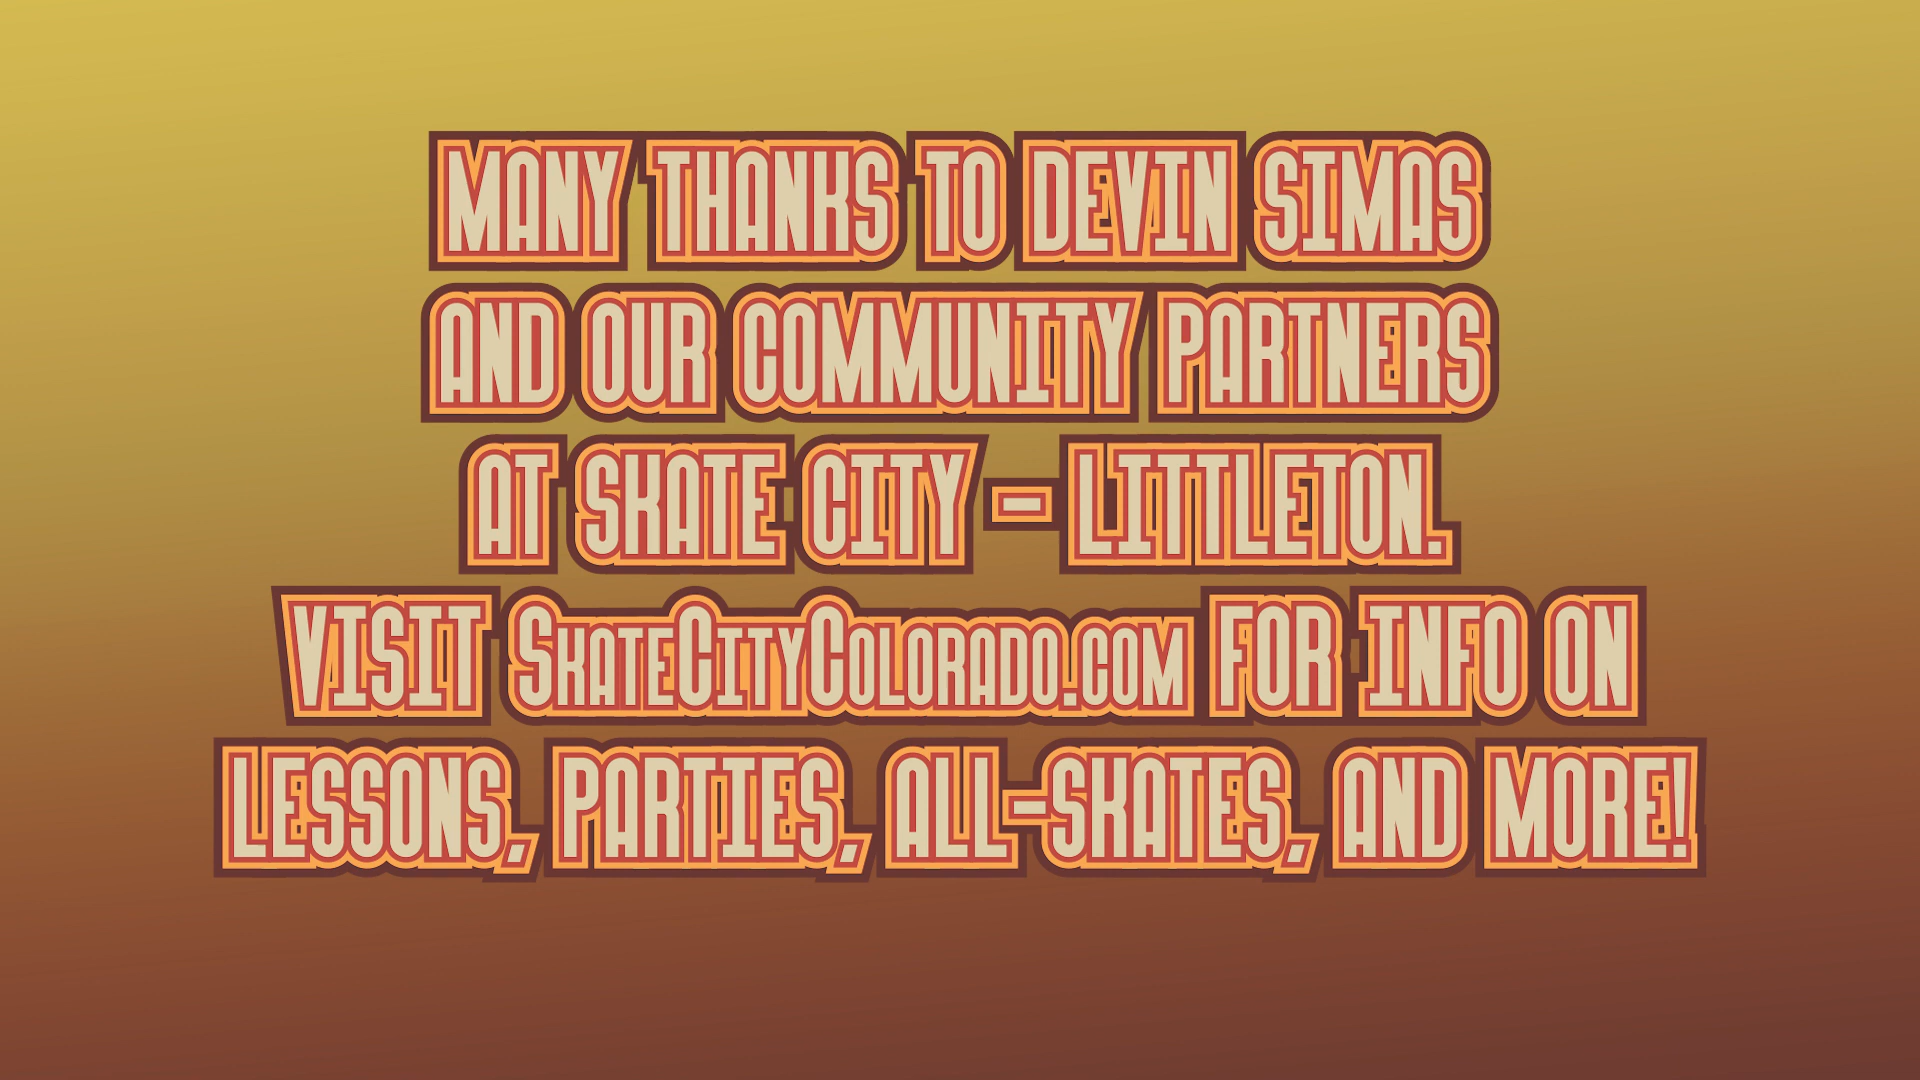 MANY THANKS TO DEVIN SIMAS
AND OUR COMMUNITY PARTNERS
AT SKATE CITY - LITTLETON.
VISIT SkateCityColorado.com FOR INFO ON
LESSONS, PARTIES, ALL-SKATES, AND MORE!